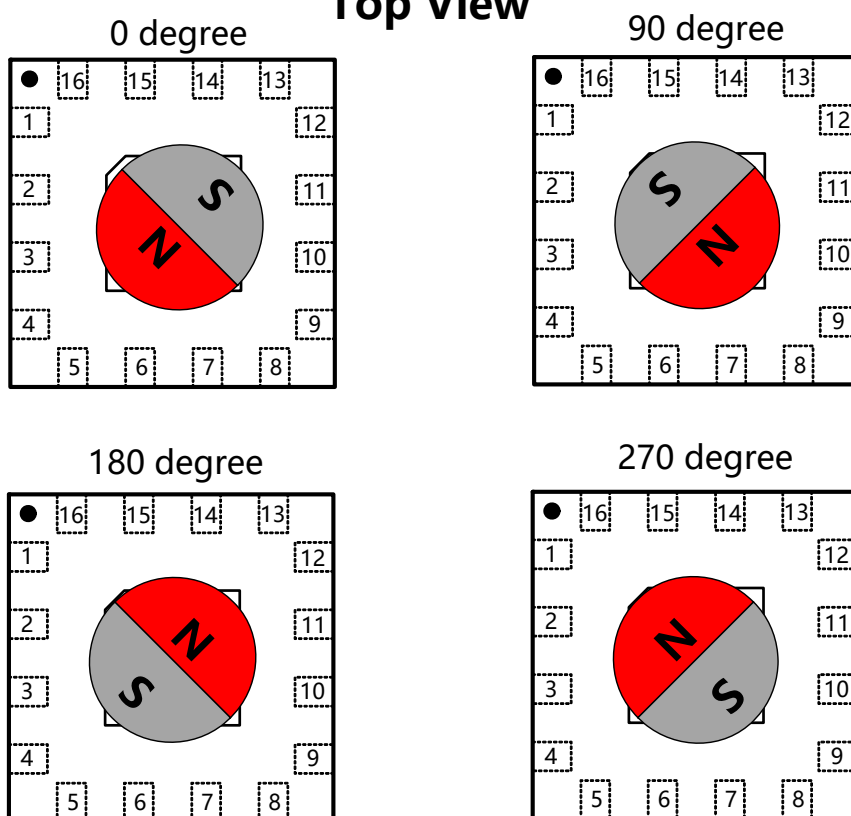 Top View
0 degree
90 degree
16 15 14 13
1 12
2 11
3 10
4 9
5 6 7 8
S
N
16 15 14 13
1 12
2 11
3 10
4 9
5 6 7 8
S
N
180 degree
270 degree
16 15 14 13
1 12
2 11
3 10
4 9
5 6 7 8
N
S
16 15 14 13
1 12
2 11
3 10
4 9
5 6 7 8
N
S